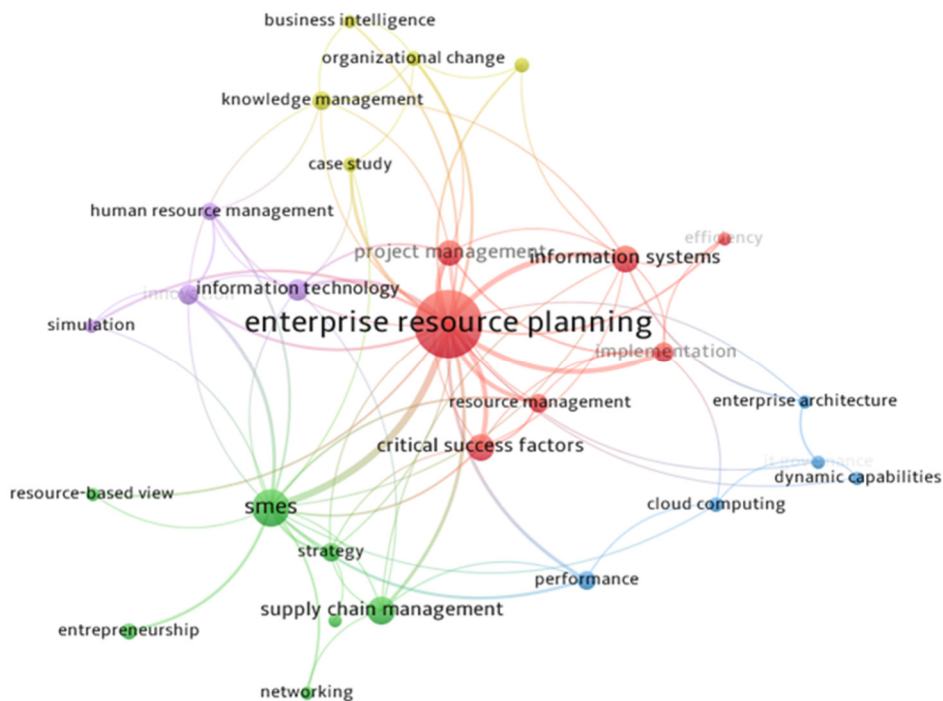 business intelligence
organizational change
knowledge management
case study
human resource management
efficiency
project management
information systems
information technology
innovation
simulation
enterprise resource planning
implementation
resource management
enterprise architecture
critical success factors
it governance
dynamic capabilities
resource-based view
cloud computing
smes
strategy
performance
supply chain management
entrepreneurship
networking